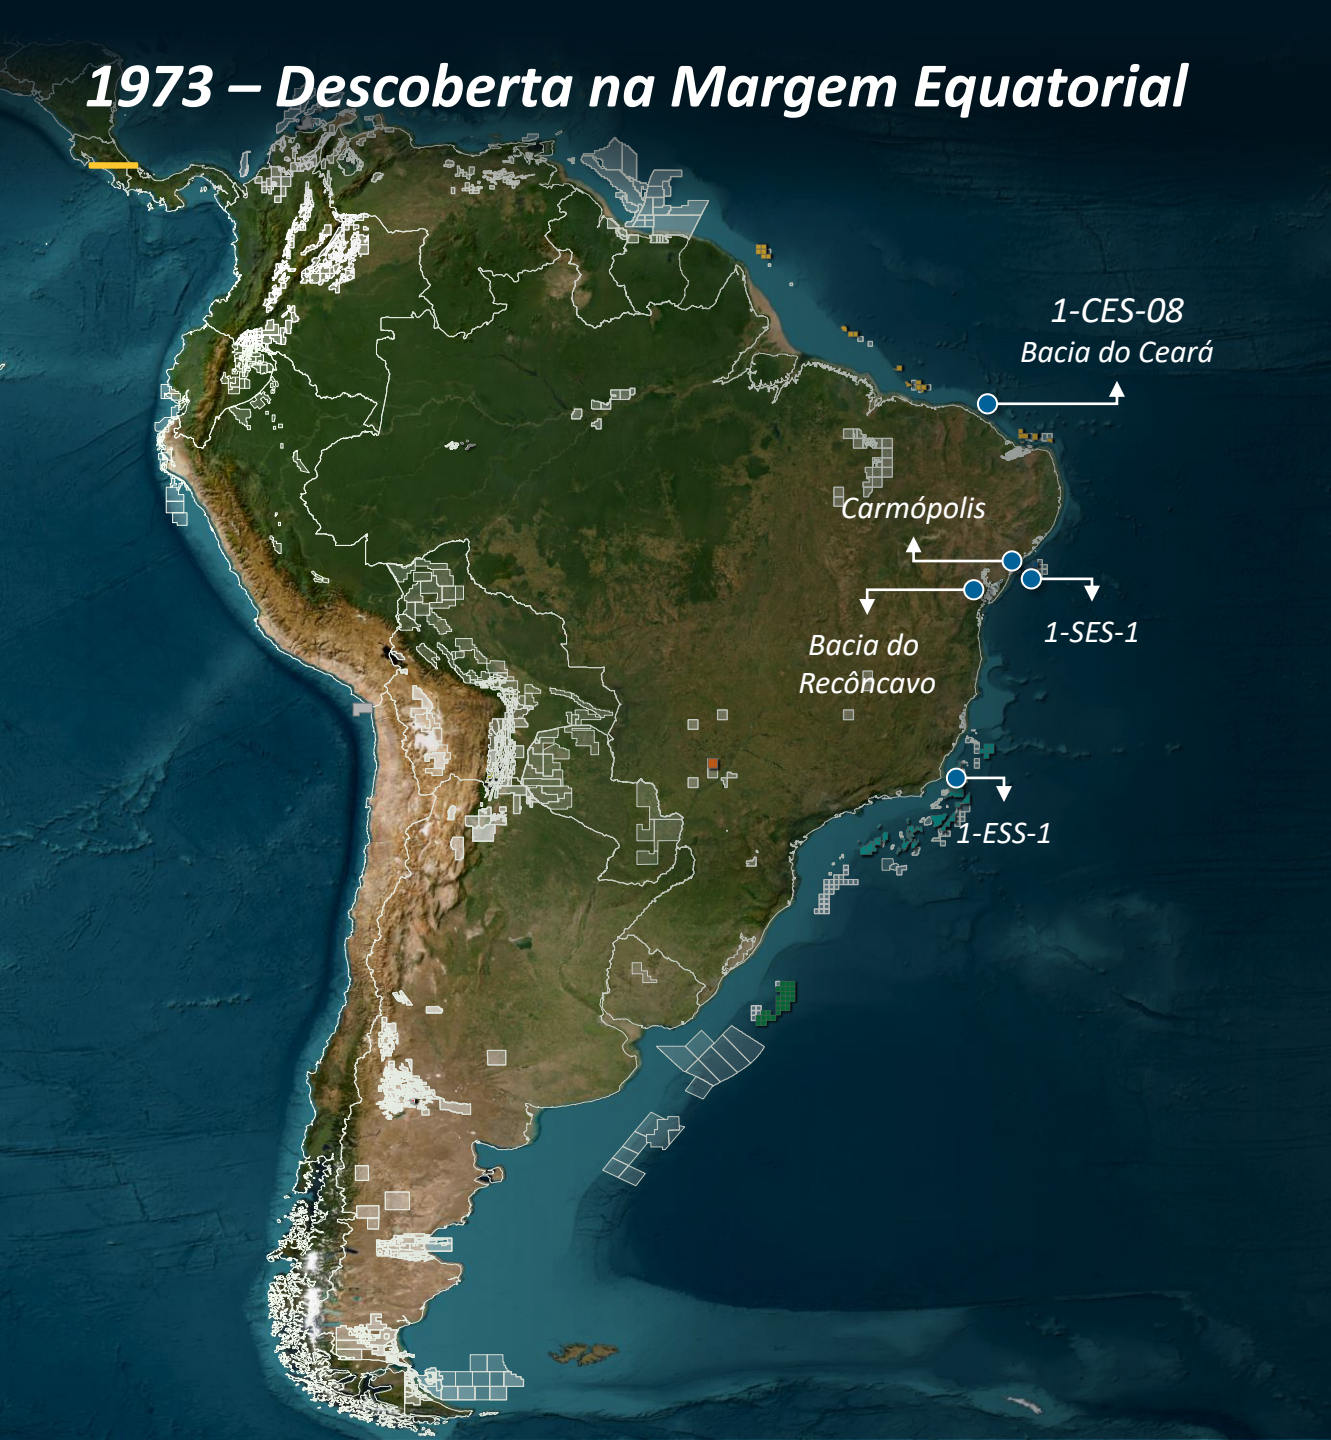 1973 – Descoberta na Margem Equatorial
1-CES-08
Bacia do Ceará
Carmópolis
1-SES-1
Bacia do
Recôncavo
1-ESS-1